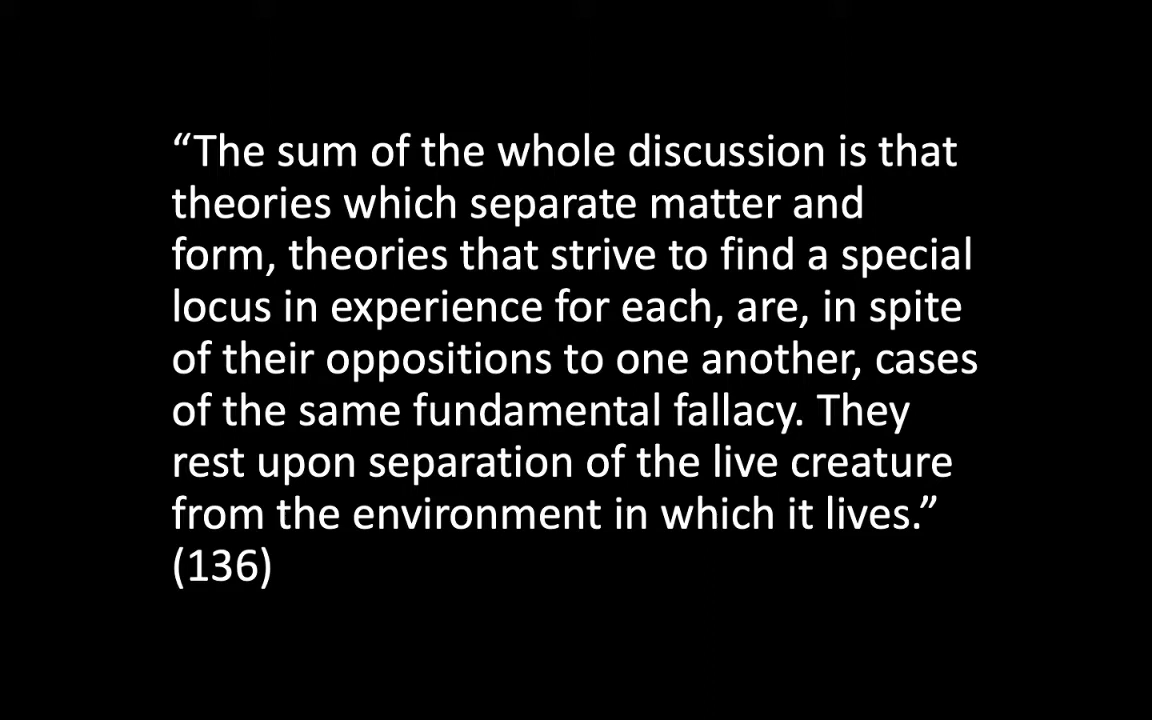 “The sum of the whole discussion is that
theories which separate matter and
form, theories that strive to find a special
locus in experience for each, are, in spite
of their oppositions to one another, cases
of the same fundamental fallacy. They
rest upon separation of the live creature
from the environment in which it lives.”
(136)